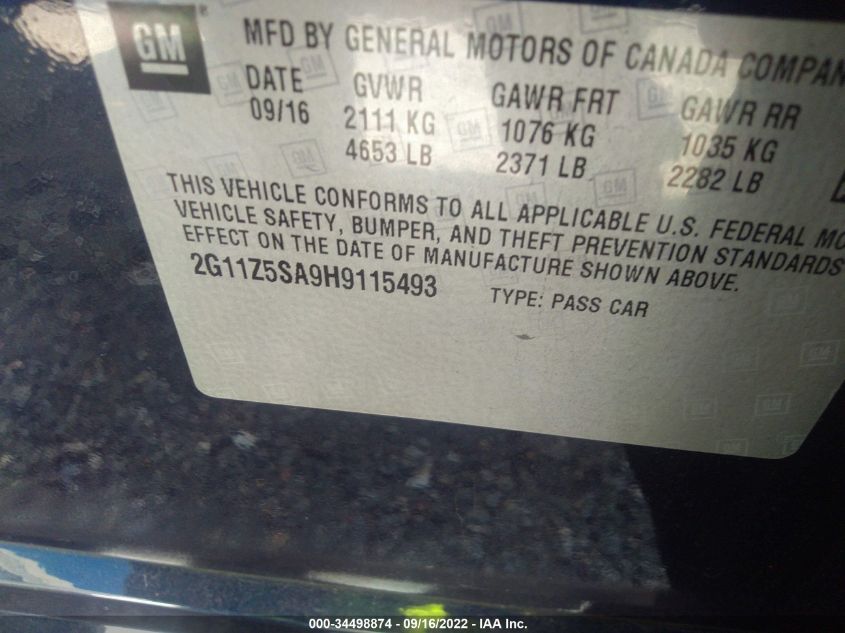 GM ®
MFD BY GENERAL MOTORS OF CANADA
DATE GVWR GAWR FRT GAWR RR
09/16 2111 KG 1076 KG 1035 KG
4653 LB 2371 LB 2282 LB
THIS VEHICLE CONFORMS TO ALL APPLICABLE U.S. FEDERAL
VEHICLE SAFETY, BUMPER, AND THEFT PREVENTION STANDARDS
EFFECT ON THE DATE OF MANUFACTURE SHOWN ABOVE.
2G11Z5SA9H9115493 TYPE: PASS CAR
000-34498874 - 09/16/2022 - IAA Inc.